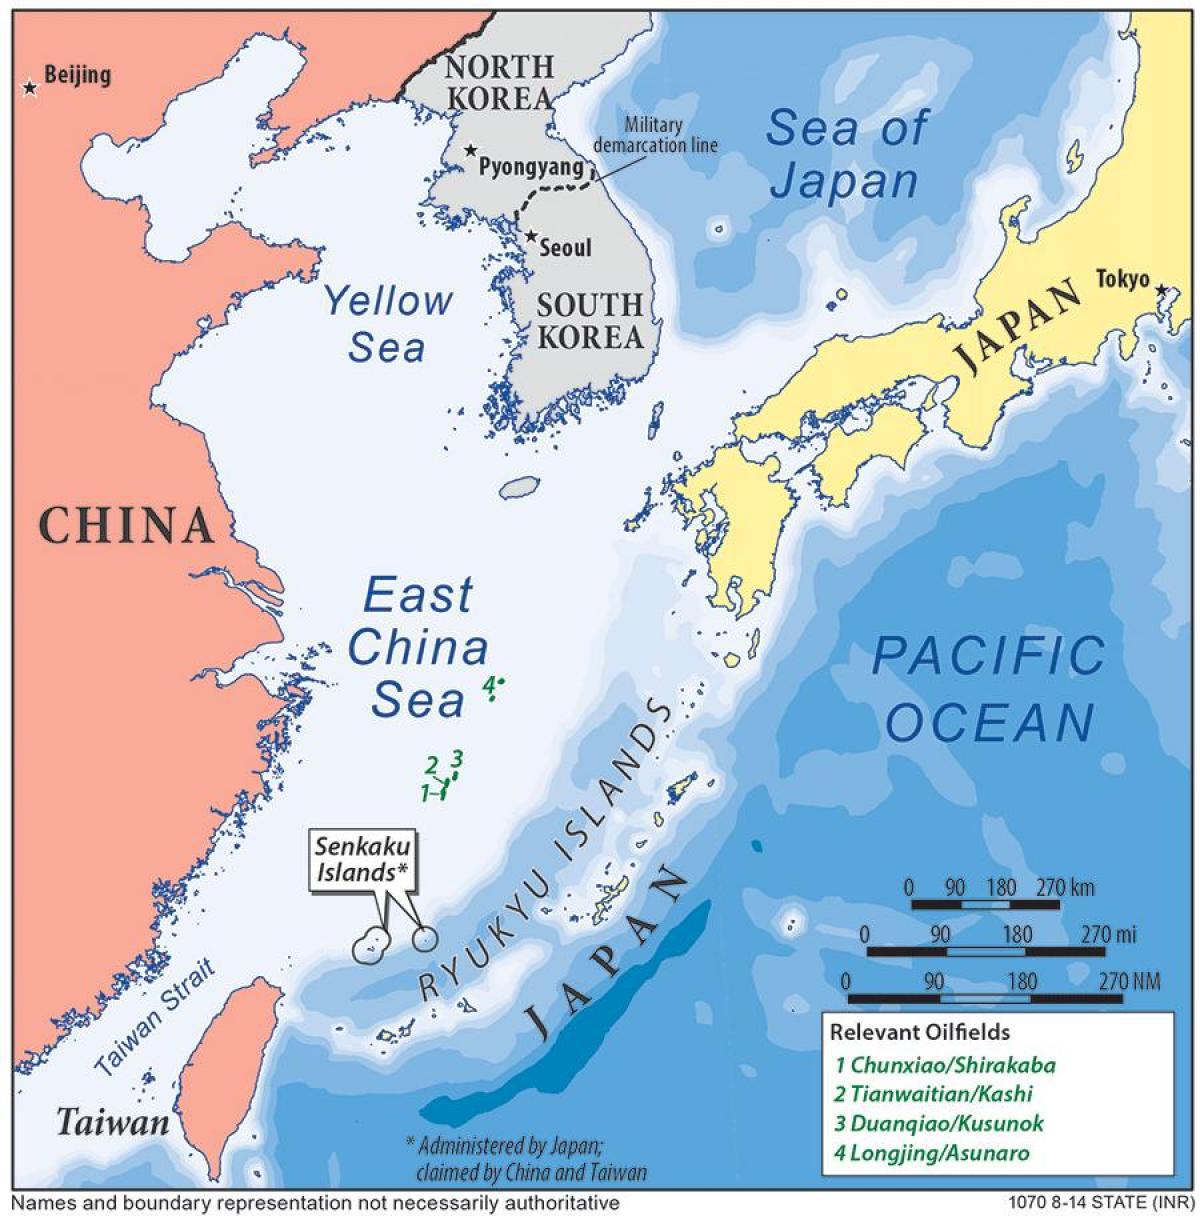 Beijing
NORTH
KOREA
Military
demarcation line
Pyongyang
Seoul
Sea of
Japan
Yellow
Sea
SOUTH
KOREA
Tokyo
JAPAN
CHINA
East
China
Sea
4
PACIFIC
OCEAN
2 3
1
Senkaku
Islands*
RYUKYU ISLANDS
JAPAN
0 90 180 270 km
0 90 180 270 mi
0 90 180 270 NM
Taiwan Strait
Taiwan
Relevant Oilfields
1 Chunxiao/Shirakaba
2 Tianwaitian/Kashi
3 Duanqiao/Kusunok
4 Longjing/Asunaro
* Administered by Japan;
claimed by China and Taiwan
Names and boundary representation not necessarily authoritative
1070 8-14 STATE (INR)